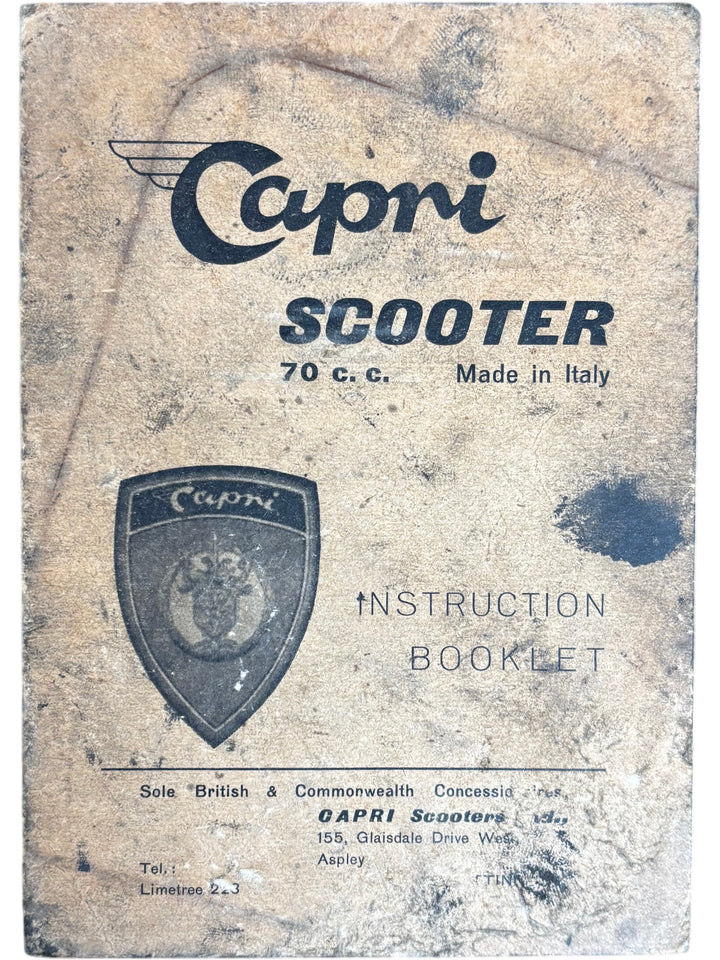 Capri
SCOOTER
70 c. c. Made in Italy
Capri
INSTRUCTION
BOOKLET
Sole British & Commonwealth
CAPRI Scooters
155, Glaisdale Drive
Aspley
Tel. :
Limetree